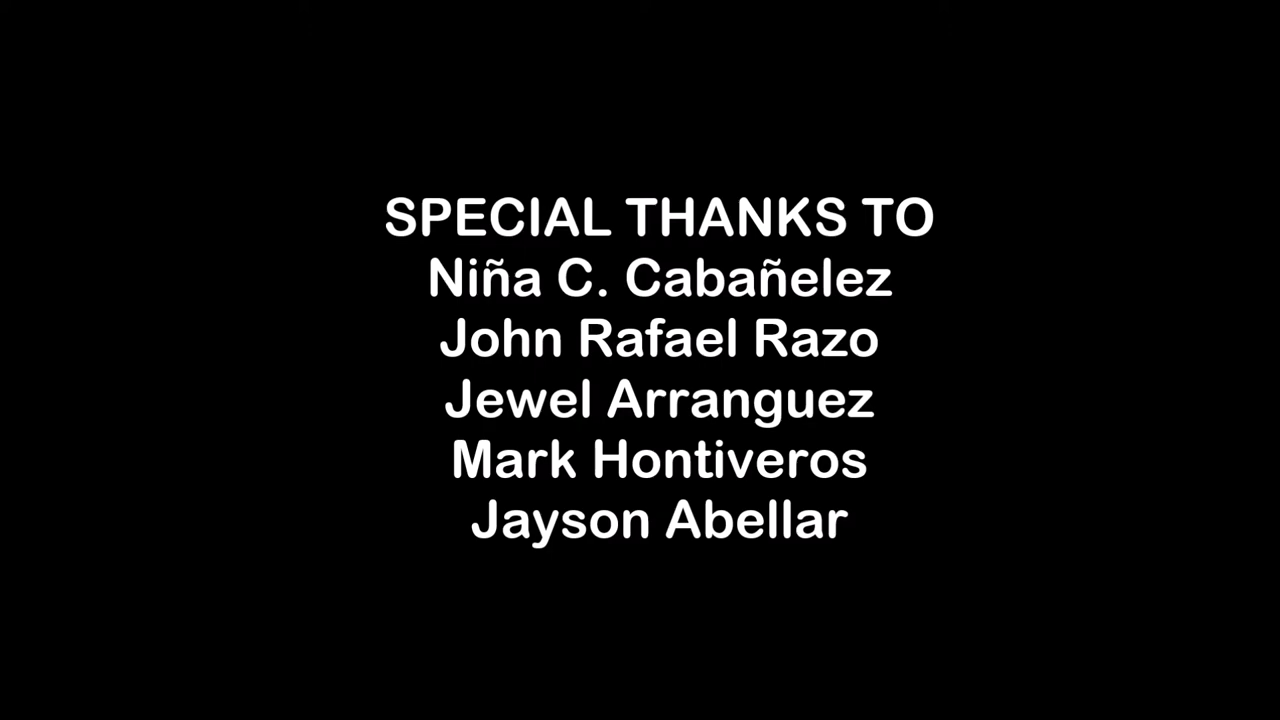 SPECIAL THANKS TO
Niña C. Cabañelez
John Rafael Razo
Jewel Arranguez
Mark Hontiveros
Jayson Abellar